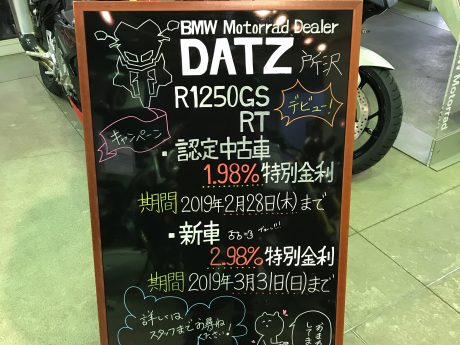 BMW Motorrad Dealer
DATZ 所沢
R1250GS
RT
デビュー!
キャンペーン
・認定中古車
1.98%特別金利
期間 2019年2月28日(木)まで
・新車
2.98%特別金利
期間 2019年3月31日(日)まで
詳しくは
スタッフまでお尋ね
ください!
Motorrad